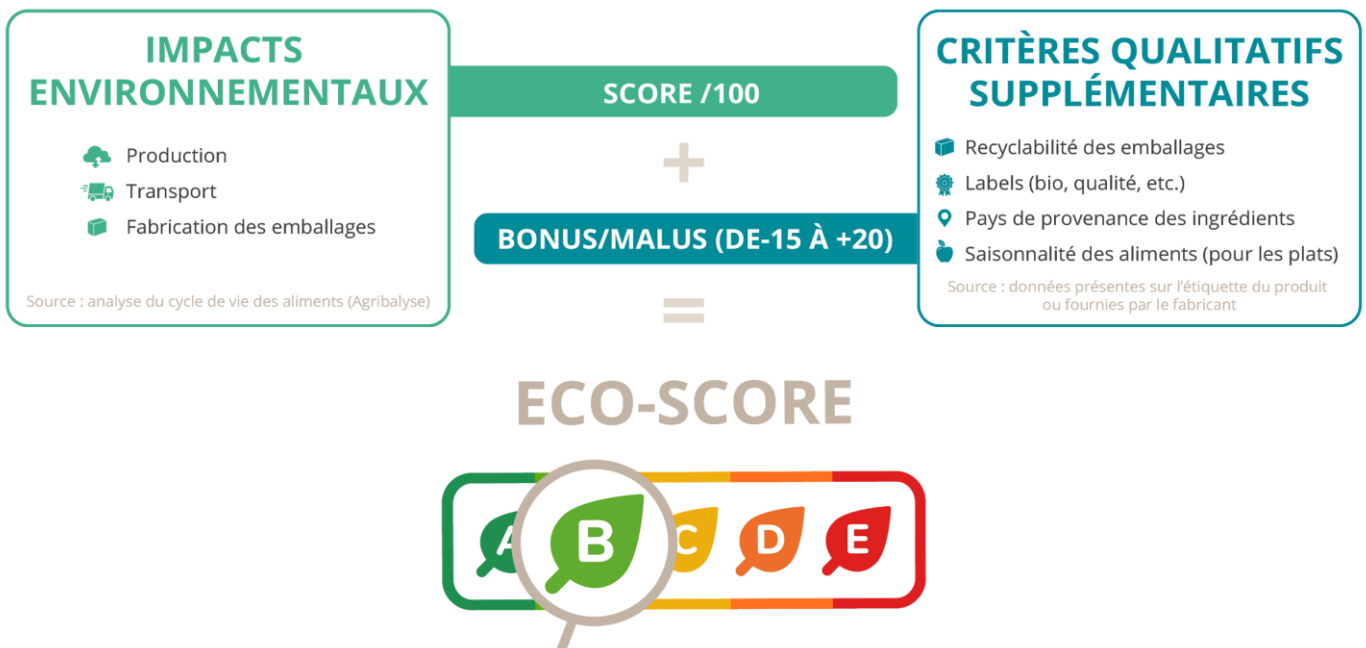 IMPACTS
ENVIRONNEMENTAUX
Production
Transport
Fabrication des emballages
Source : analyse du cycle de vie des aliments (Agribalyse)
SCORE /100
+
BONUS/MALUS (DE-15 À +20)
=
CRITÈRES QUALITATIFS
SUPPLÉMENTAIRES
Recyclabilité des emballages
Labels (bio, qualité, etc.)
Pays de provenance des ingrédients
Saisonnalité des aliments (pour les plats)
Source : données présentes sur l'étiquette du produit
ou fournies par le fabricant
ECO-SCORE
A B C D E